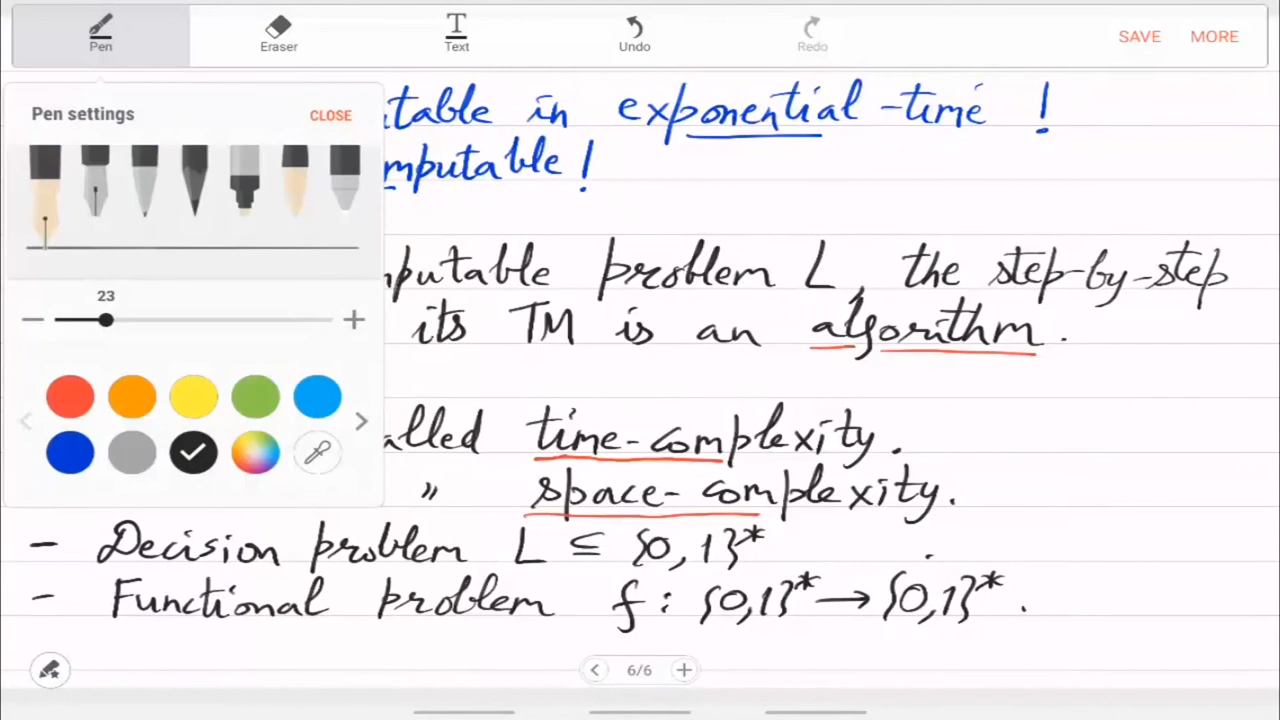 Pen Eraser Text Undo Redo SAVE MORE
Pen settings CLOSE
23
table in exponential-time !
mputable !
mputable problem L, the step-by-step
its TM is an algorithm.
alled time-complexity.
" space-complexity.
- Decision problem L ⊆ {0,1}*
- Functional problem f : {0,1}* → {0,1}*.
6/6